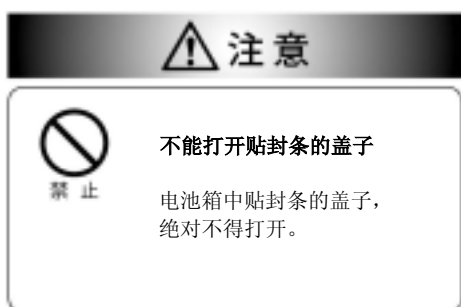 注意
不能打开贴封条的盖子
禁止
电池箱中贴封条的盖子，
绝对不得打开。